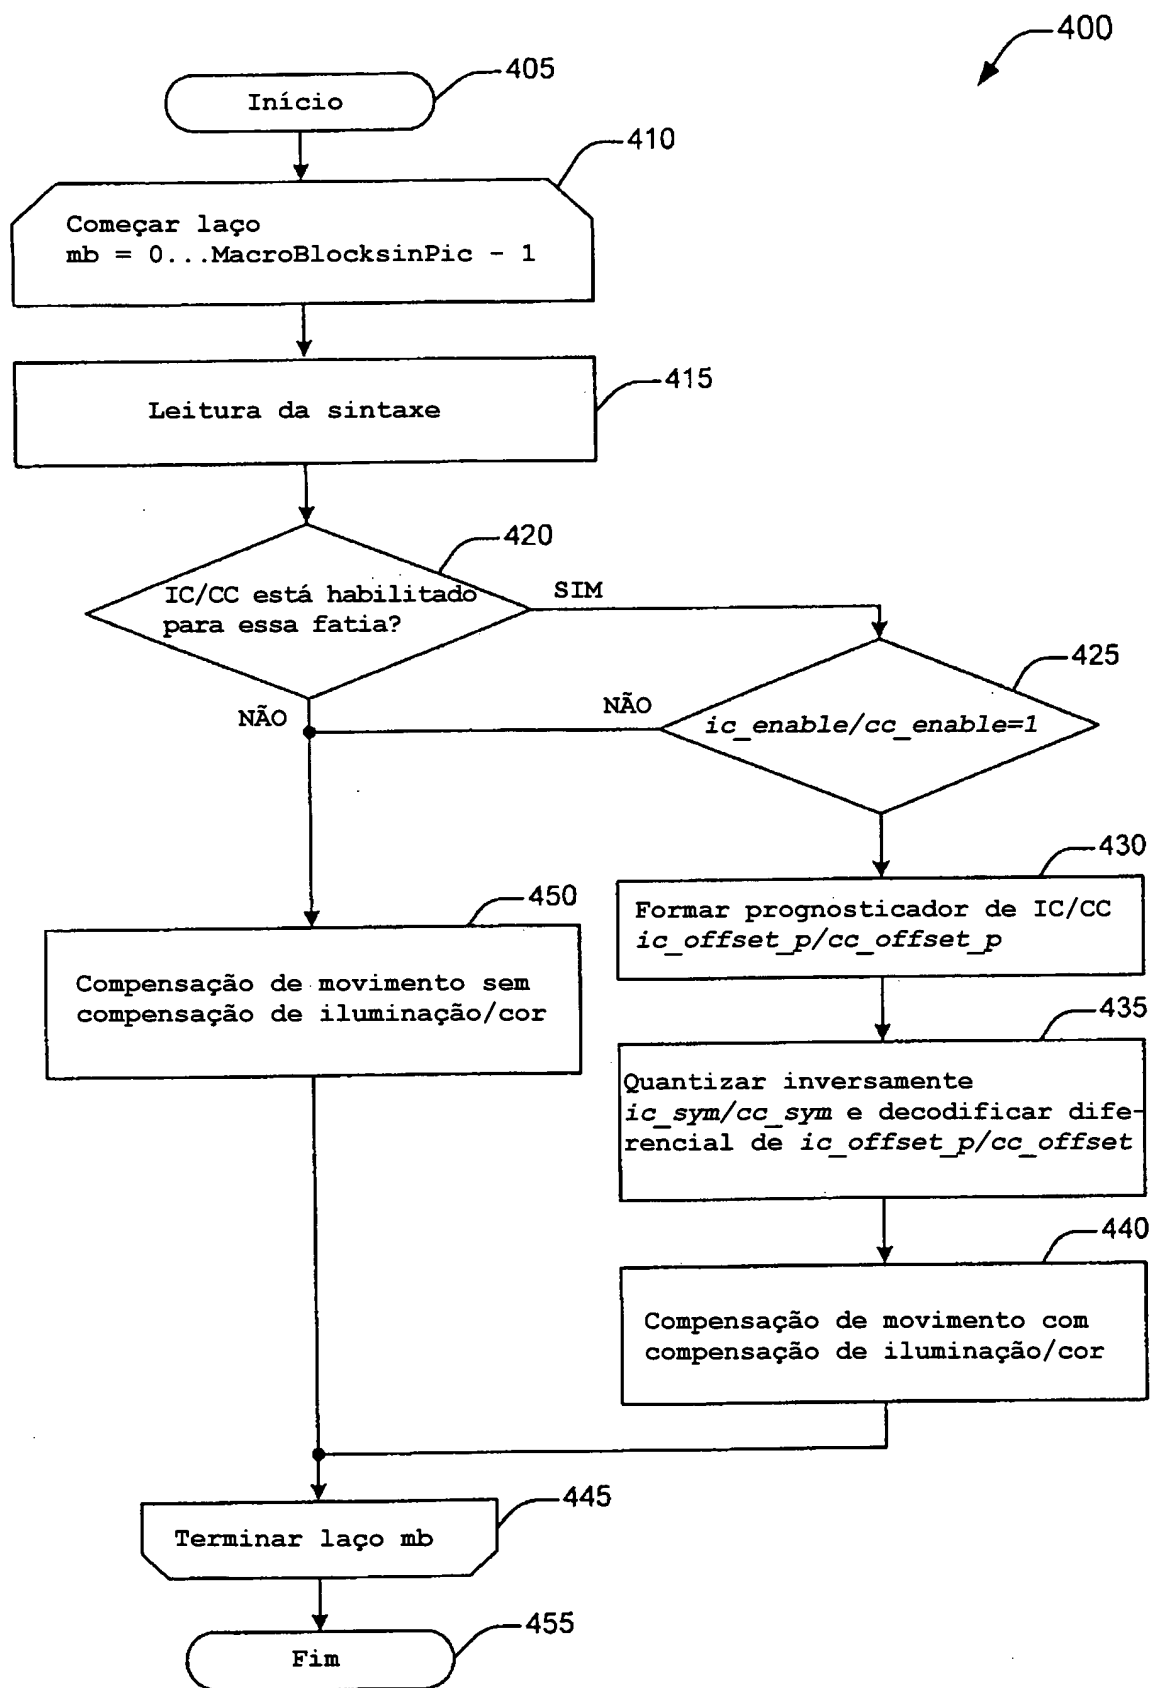 400
405
Início
410
Começar laço
mb = 0...MacroBlocksinPic - 1
415
Leitura da sintaxe
420
IC/CC está habilitado
para essa fatia?
SIM
425
NÃO
NÃO
ic_enable/cc_enable=1
430
Formar prognosticador de IC/CC
ic_offset_p/cc_offset_p
450
Compensação de movimento sem
compensação de iluminação/cor
435
Quantizar inversamente
ic_sym/cc_sym e decodificar dife-
rencial de ic_offset_p/cc_offset
440
Compensação de movimento com
compensação de iluminação/cor
445
Terminar laço mb
455
Fim